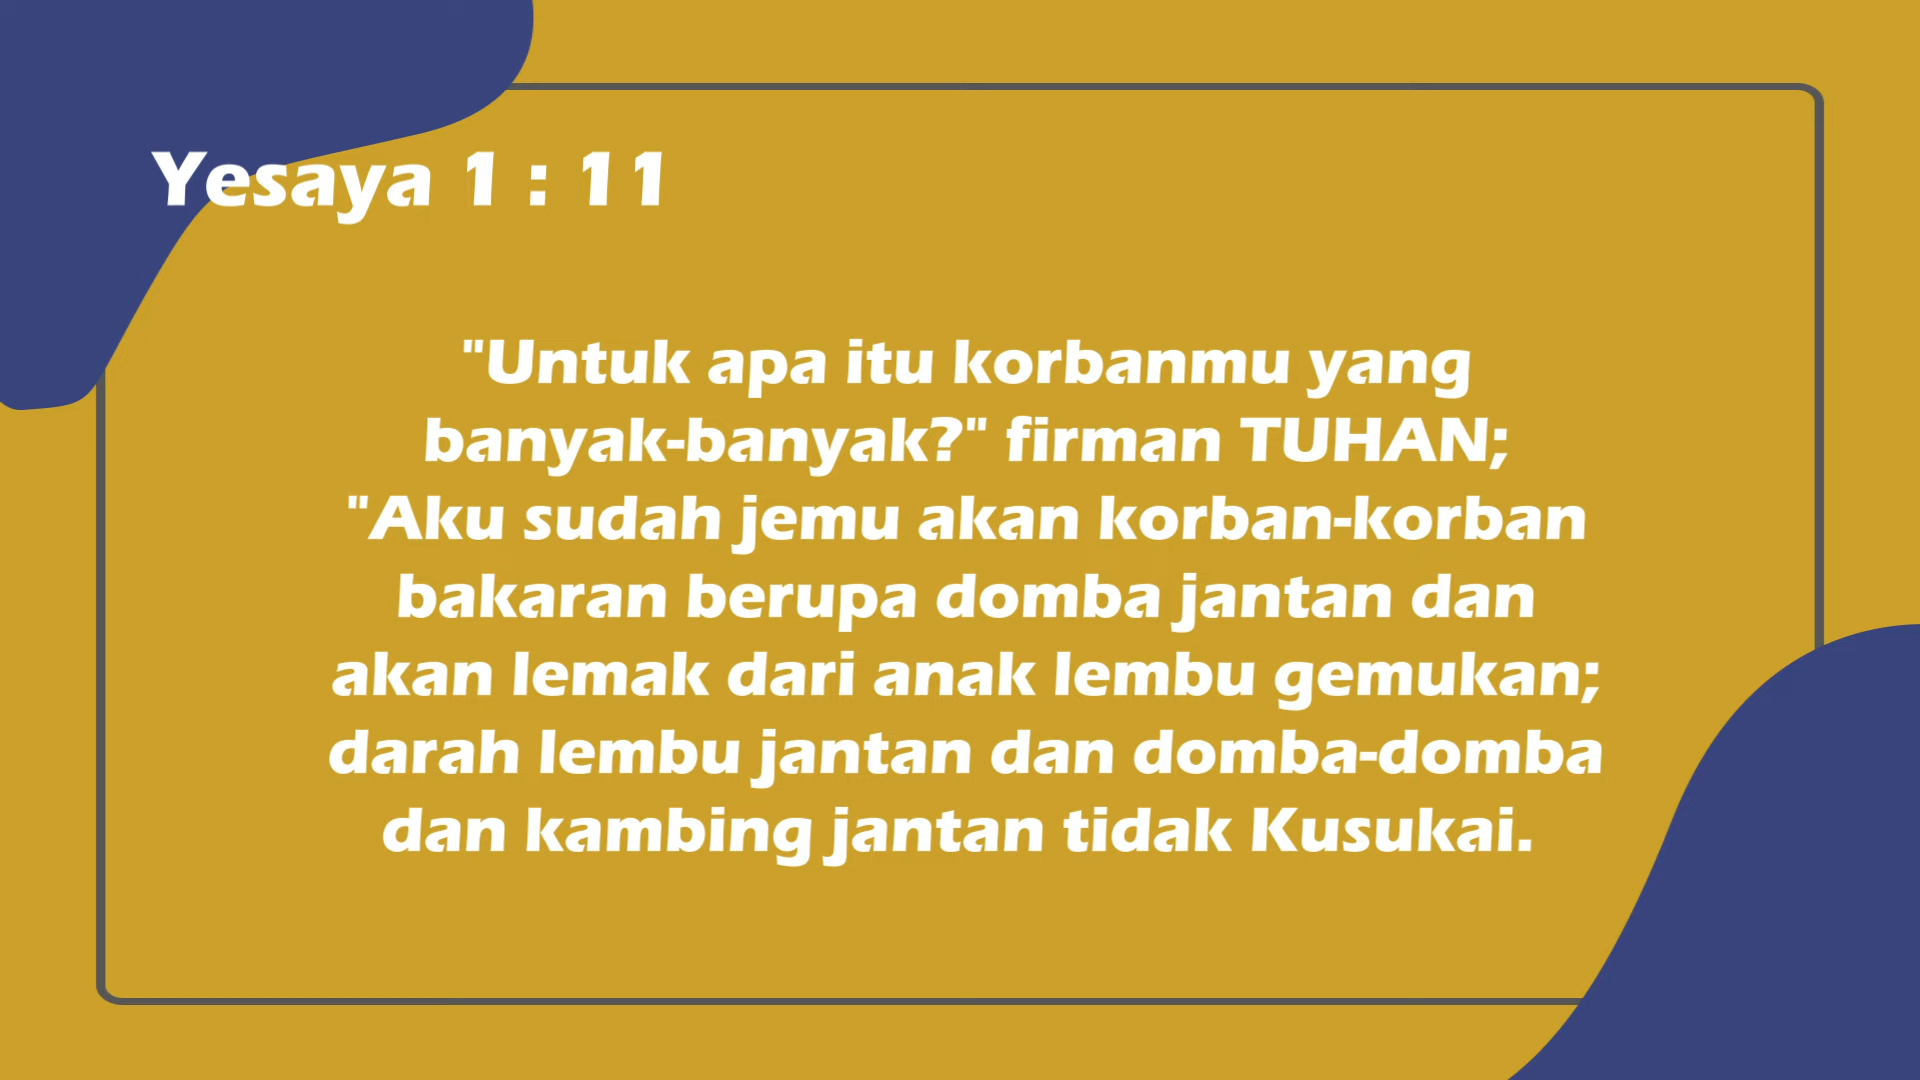 Yesaya 1 : 11
"Untuk apa itu korbanmu yang
banyak-banyak?" firman TUHAN;
"Aku sudah jemu akan korban-korban
bakaran berupa domba jantan dan
akan lemak dari anak lembu gemukan;
darah lembu jantan dan domba-domba
dan kambing jantan tidak Kusukai.